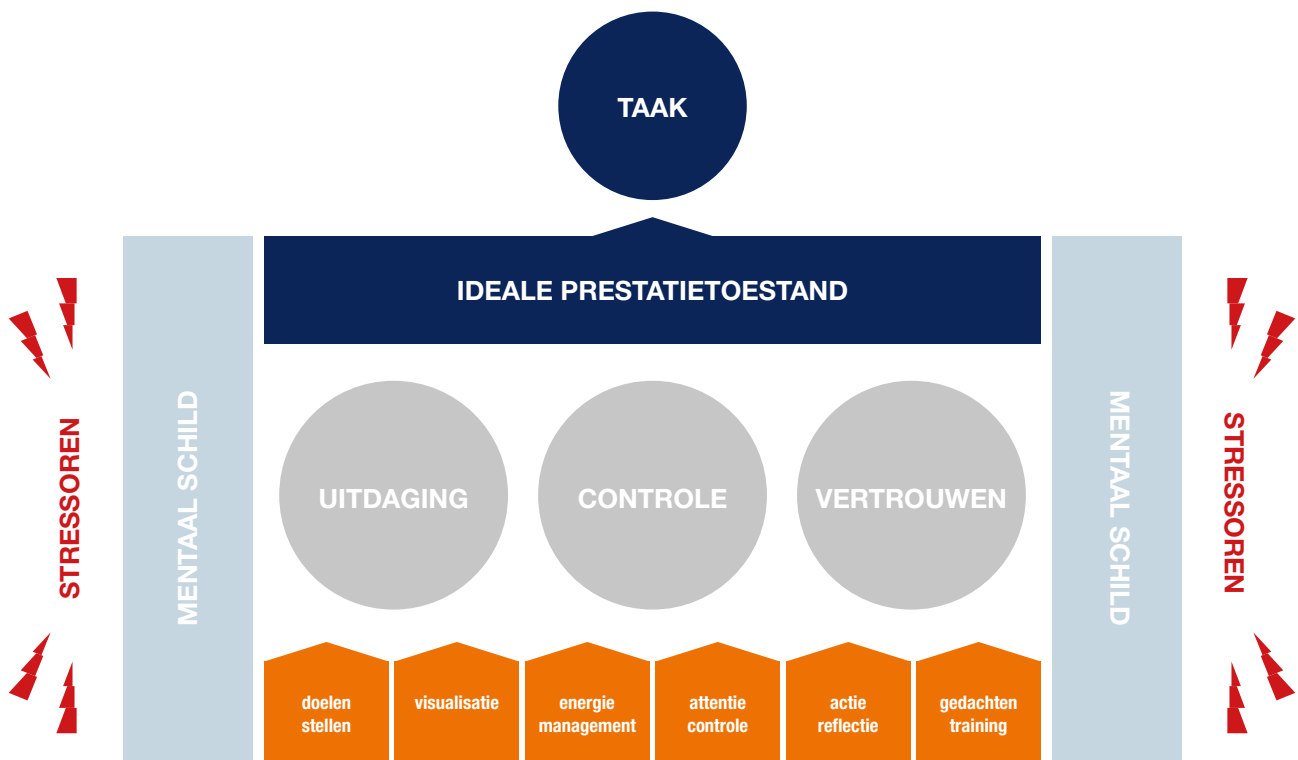 TAAK
IDEALE PRESTATIETOESTAND
STRESSOREN
MENTAAL SCHILD
UITDAGING
CONTROLE
VERTROUWEN
MENTAAL SCHILD
STRESSOREN
doelen
stellen
visualisatie
energie
management
attentie
controle
actie
reflectie
gedachten
training